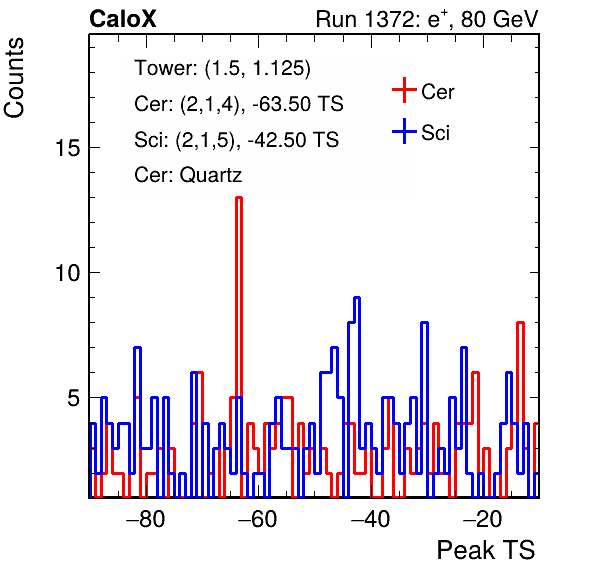 CaloX Run 1372: e⁺, 80 GeV
Counts
Tower: (1.5, 1.125)
Cer: (2,1,4), -63.50 TS
Sci: (2,1,5), -42.50 TS
Cer: Quartz
Cer
Sci
15
10
5
−80 −60 −40 −20
Peak TS